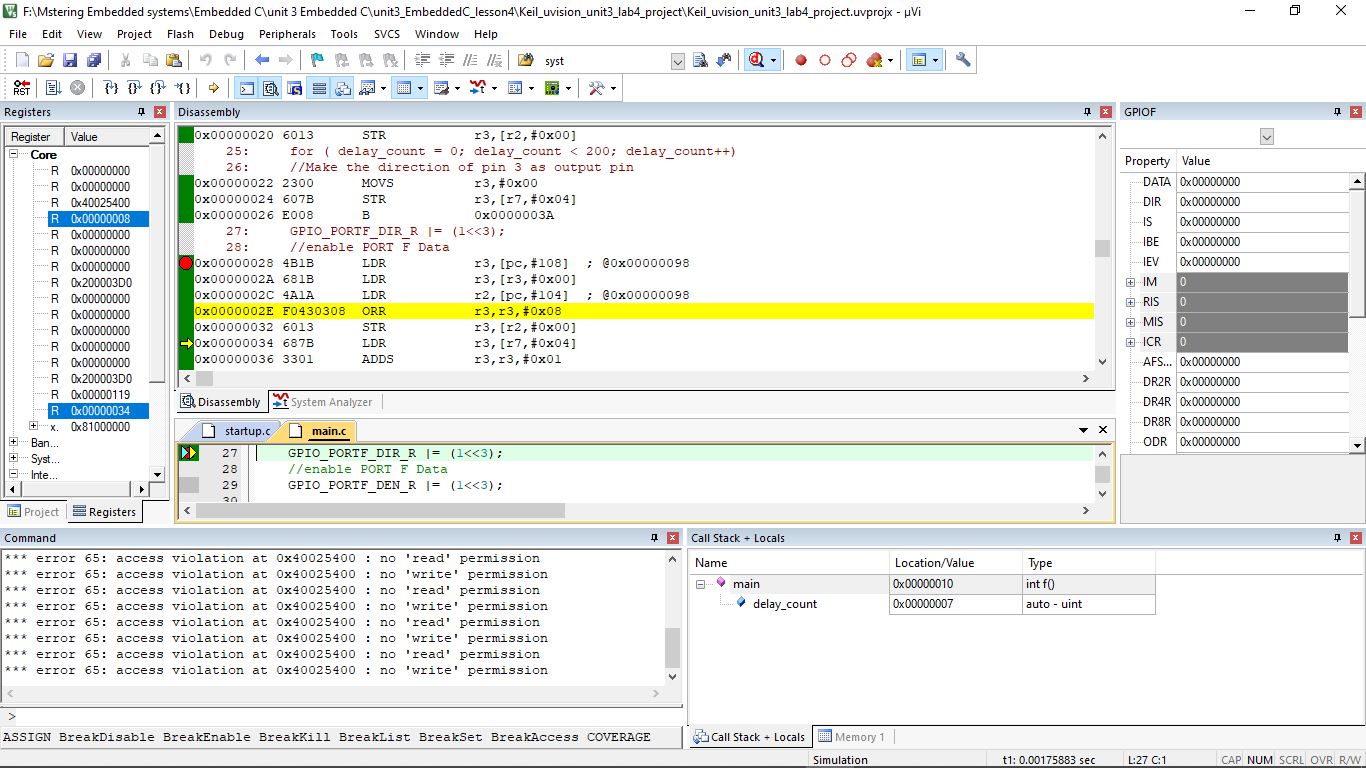 F:\Mstering Embedded systems\Embedded C\unit 3 Embedded C\unit3_EmbeddedC_lesson4\Keil_uvision_unit3_lab4_project\Keil_uvision_unit3_lab4_project.uvprojx - µVi
File Edit View Project Flash Debug Peripherals Tools SVCS Window Help
syst
RST
Registers
Register Value
Core
R 0x00000000
R 0x00000000
R 0x40025400
R 0x00000008
R 0x00000000
R 0x00000000
R 0x00000000
R 0x200003D0
R 0x00000000
R 0x00000000
R 0x00000000
R 0x00000000
R 0x00000000
R 0x200003D0
R 0x00000119
R 0x00000034
x. 0x81000000
Ban...
Syst...
Inte...
Project Registers
Disassembly
0x00000020 6013 STR r3,[r2,#0x00]
25: for ( delay_count = 0; delay_count < 200; delay_count++)
26: //Make the direction of pin 3 as output pin
0x00000022 2300 MOVS r3,#0x00
0x00000024 607B STR r3,[r7,#0x04]
0x00000026 E008 B 0x0000003A
27: GPIO_PORTF_DIR_R |= (1<<3);
28: //enable PORT F Data
0x00000028 4B1B LDR r3,[pc,#108] ; @0x00000098
0x0000002A 681B LDR r3,[r3,#0x00]
0x0000002C 4A1A LDR r2,[pc,#104] ; @0x00000098
0x0000002E F0430308 ORR r3,r3,#0x08
0x00000032 6013 STR r3,[r2,#0x00]
0x00000034 687B LDR r3,[r7,#0x04]
0x00000036 3301 ADDS r3,r3,#0x01
Disassembly System Analyzer
startup.c main.c
27 GPIO_PORTF_DIR_R |= (1<<3);
28 //enable PORT F Data
29 GPIO_PORTF_DEN_R |= (1<<3);
30
GPIOF
Property Value
DATA 0x00000000
DIR 0x00000000
IS 0x00000000
IBE 0x00000000
IEV 0x00000000
IM 0
RIS 0
MIS 0
ICR 0
AFS... 0x00000000
DR2R 0x00000000
DR4R 0x00000000
DR8R 0x00000000
ODR 0x00000000
Command
*** error 65: access violation at 0x40025400 : no 'read' permission
*** error 65: access violation at 0x40025400 : no 'write' permission
*** error 65: access violation at 0x40025400 : no 'read' permission
*** error 65: access violation at 0x40025400 : no 'write' permission
*** error 65: access violation at 0x40025400 : no 'read' permission
*** error 65: access violation at 0x40025400 : no 'write' permission
*** error 65: access violation at 0x40025400 : no 'read' permission
*** error 65: access violation at 0x40025400 : no 'write' permission
>
ASSIGN BreakDisable BreakEnable BreakKill BreakList BreakSet BreakAccess COVERAGE
Call Stack + Locals
Name Location/Value Type
main 0x00000010 int f()
delay_count 0x00000007 auto - uint
Call Stack + Locals Memory 1
Simulation t1: 0.00175883 sec L:27 C:1 CAP NUM SCRL OVR R/W